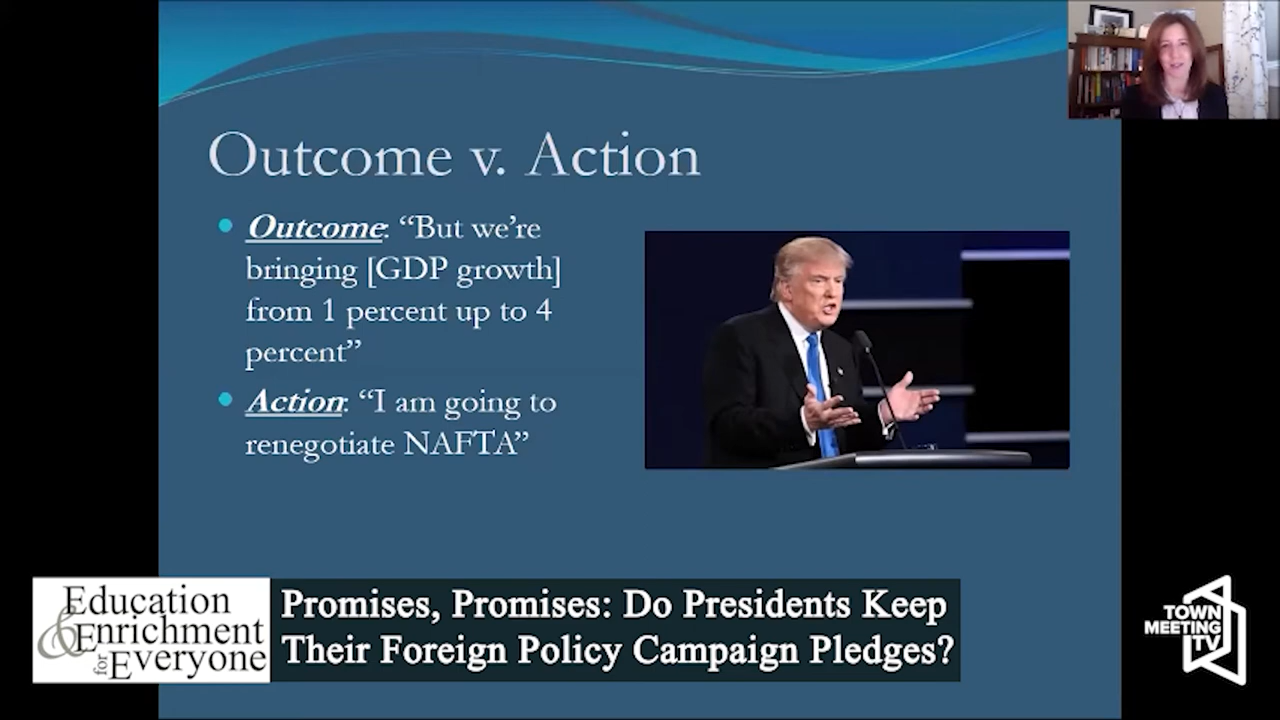 Outcome v. Action
• Outcome: “But we’re
bringing [GDP growth]
from 1 percent up to 4
percent”
• Action: “I am going to
renegotiate NAFTA”
Education
& Enrichment
for Everyone
Promises, Promises: Do Presidents Keep
Their Foreign Policy Campaign Pledges?
TOWN
MEETING
TV